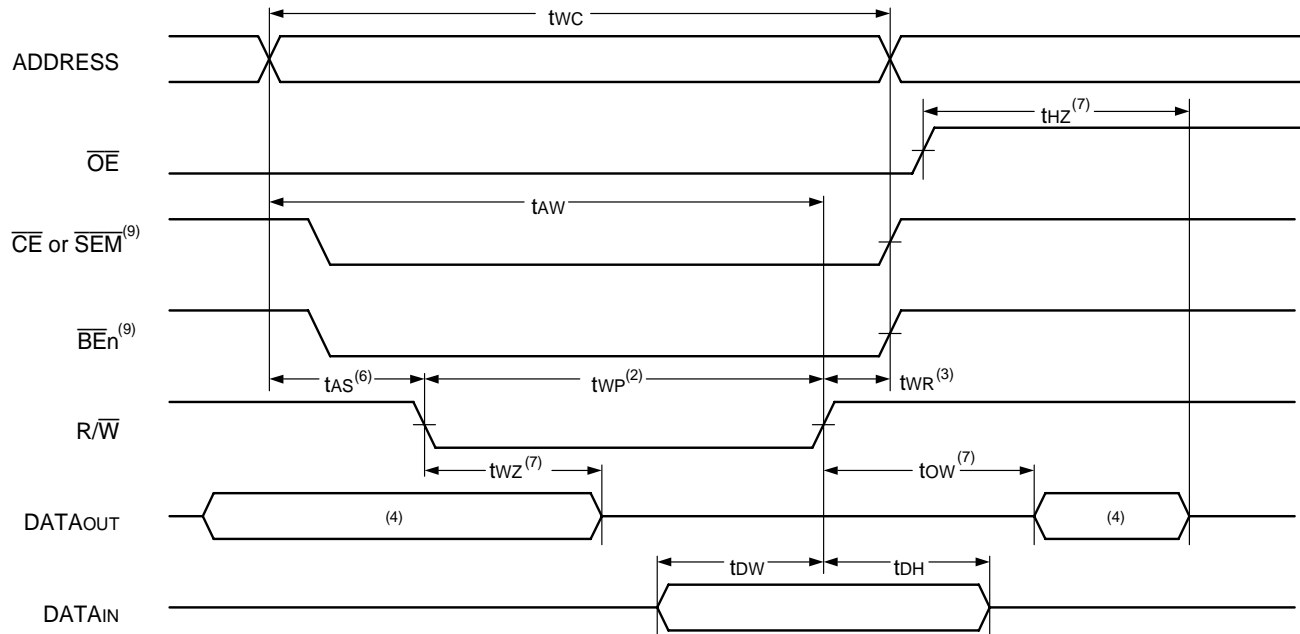 tWC
ADDRESS
tHZ(7)
OE
tAW
CE or SEM(9)
BEn(9)
tAS(6) tWP(2) tWR(3)
R/W
tWZ(7) tOW(7)
DATAOUT (4) (4)
tDW tDH
DATAIN